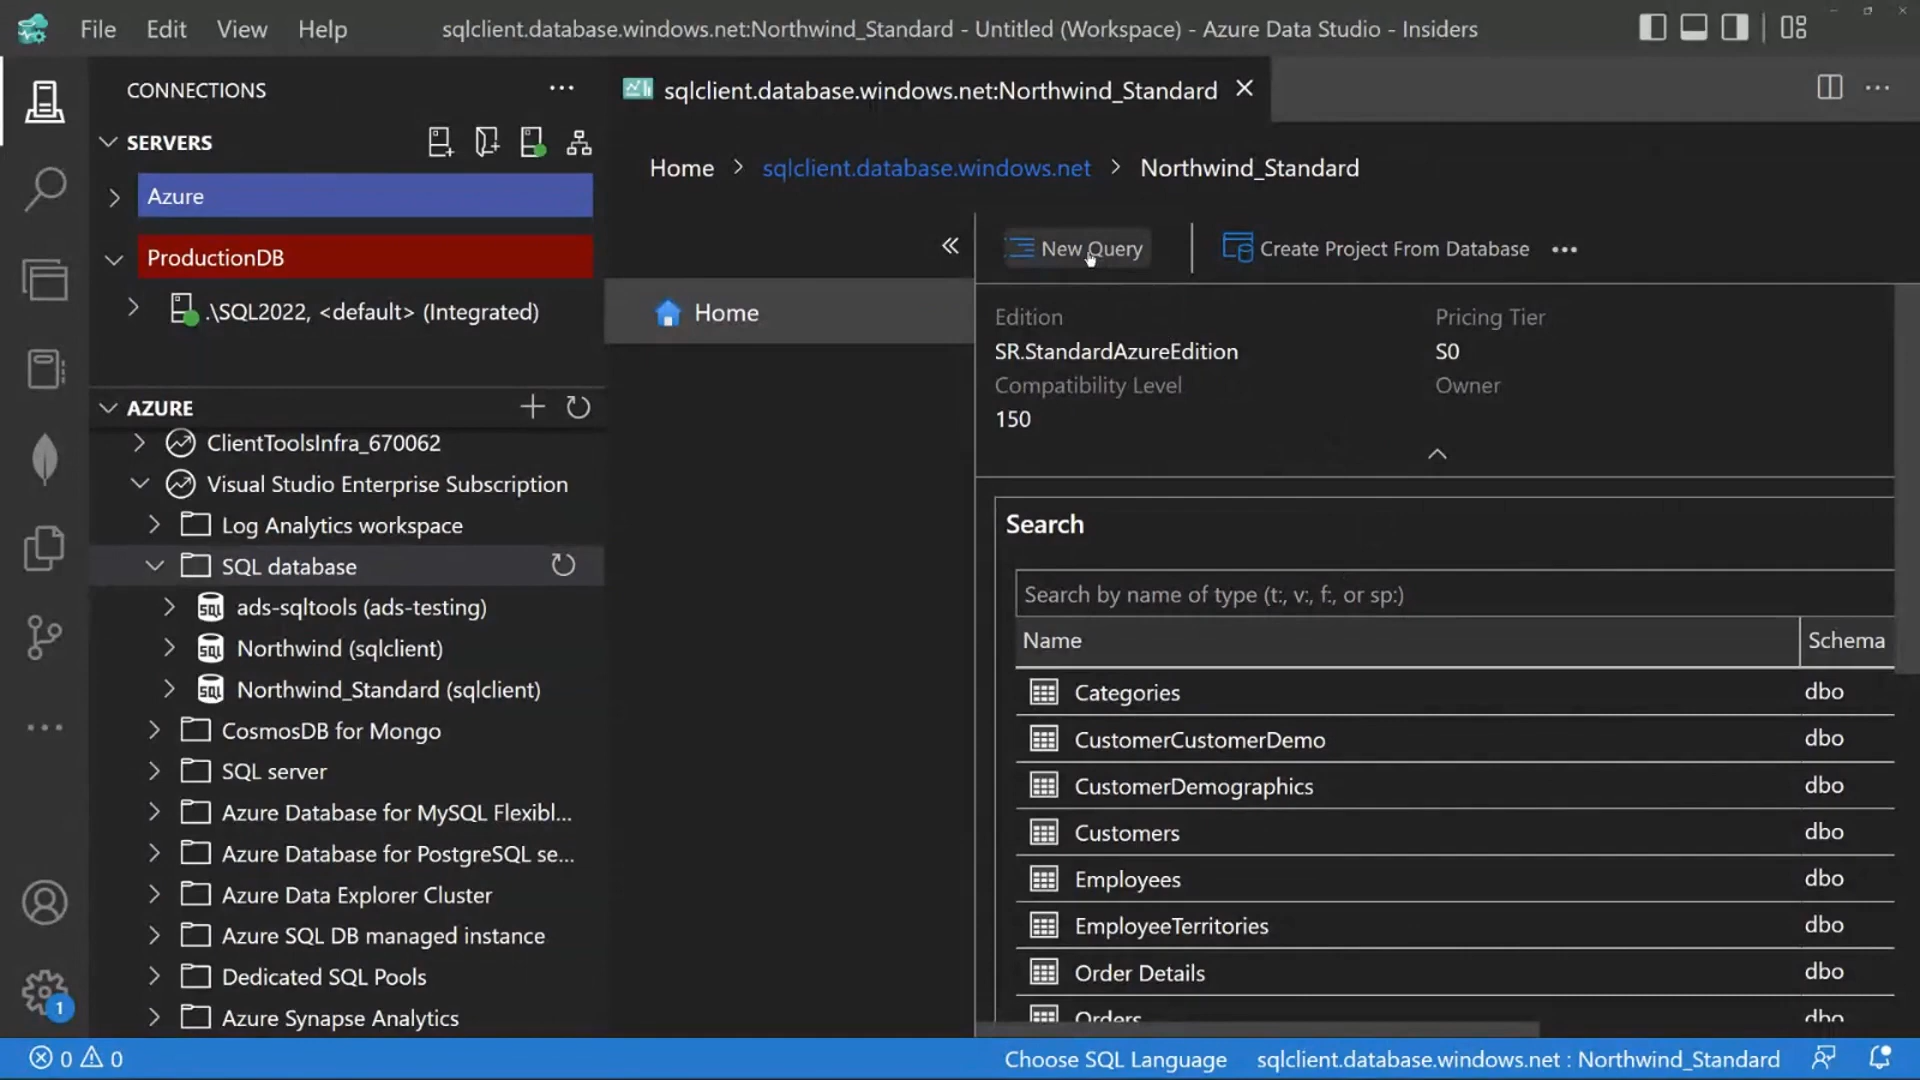 File Edit View Help
sqlclient.database.windows.net:Northwind_Standard - Untitled (Workspace) - Azure Data Studio - Insiders
CONNECTIONS
sqlclient.database.windows.net:Northwind_Standard
SERVERS
Azure
ProductionDB
.\SQL2022, <default> (Integrated)
AZURE
ClientToolsInfra_670062
Visual Studio Enterprise Subscription
Log Analytics workspace
SQL database
ads-sqltools (ads-testing)
Northwind (sqlclient)
Northwind_Standard (sqlclient)
CosmosDB for Mongo
SQL server
Azure Database for MySQL Flexibl...
Azure Database for PostgreSQL se...
Azure Data Explorer Cluster
Azure SQL DB managed instance
Dedicated SQL Pools
Azure Synapse Analytics
1
Home > sqlclient.database.windows.net > Northwind_Standard
Home
New Query
Create Project From Database
Edition
SR.StandardAzureEdition
Compatibility Level
150
Pricing Tier
S0
Owner
Search
Search by name of type (t:, v:, f:, or sp:)
Name Schema
Categories dbo
CustomerCustomerDemo dbo
CustomerDemographics dbo
Customers dbo
Employees dbo
EmployeeTerritories dbo
Order Details dbo
Orders dbo
0 0
Choose SQL Language
sqlclient.database.windows.net : Northwind_Standard